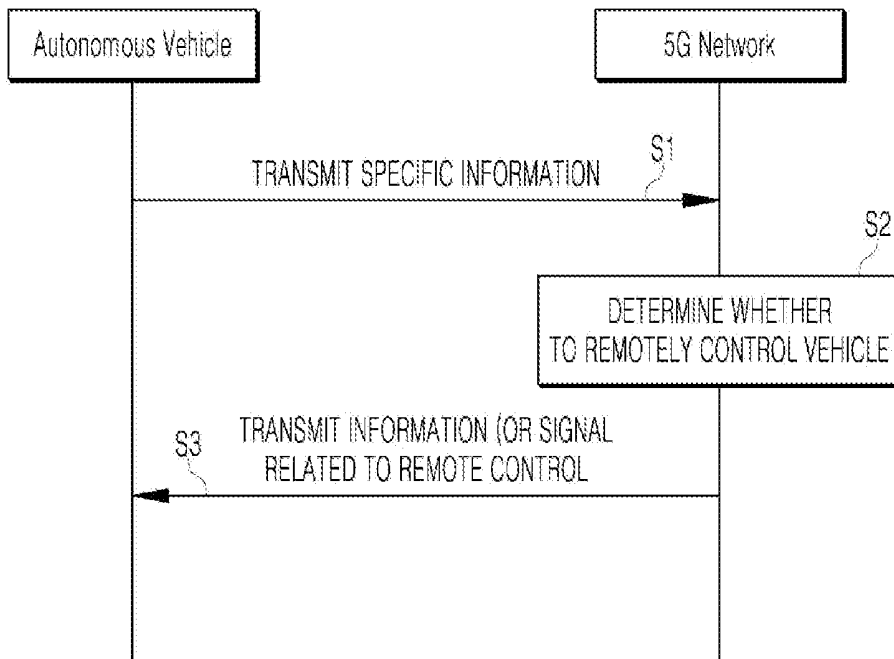 Autonomous Vehicle
5G Network
S1
TRANSMIT SPECIFIC INFORMATION
S2
DETERMINE WHETHER
TO REMOTELY CONTROL VEHICLE
S3
TRANSMIT INFORMATION (OR SIGNAL
RELATED TO REMOTE CONTROL